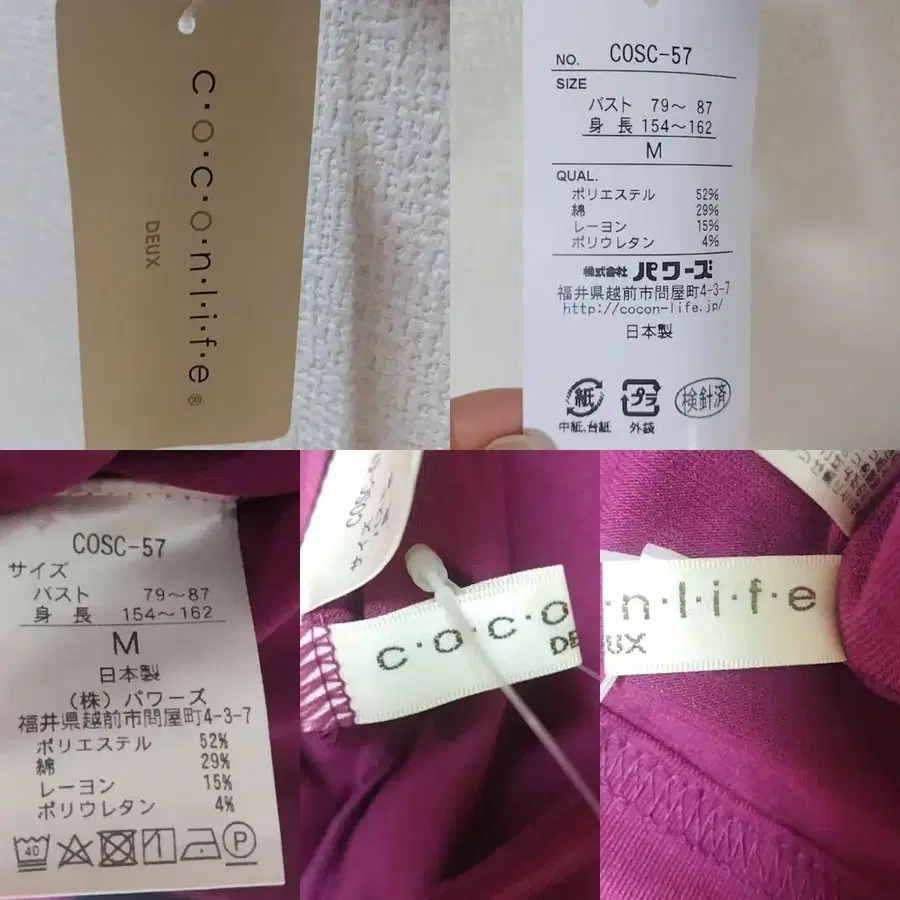 c·o·c·o·n·l·i·f·e®
DEUX
NO. COSC-57
SIZE
バスト 79～ 87
身 長 154～162
M
QUAL.
ポリエステル 52%
綿 29%
レーヨン 15%
ポリウレタン 4%
株式会社 パワーズ
福井県越前市問屋町4-3-7
http://cocon-life.jp/
日本製
紙 プラ 検針済
中紙,台紙 外袋
COSC-57
サイズ
バスト 79～87
身 長 154～162
M
日本製
(株) パワーズ
福井県越前市問屋町4-3-7
ポリエステル 52%
綿 29%
レーヨン 15%
ポリウレタン 4%
40 P
COSC-
サイズ
c·o·c·o
DE
·n·l·i·f·e
UX